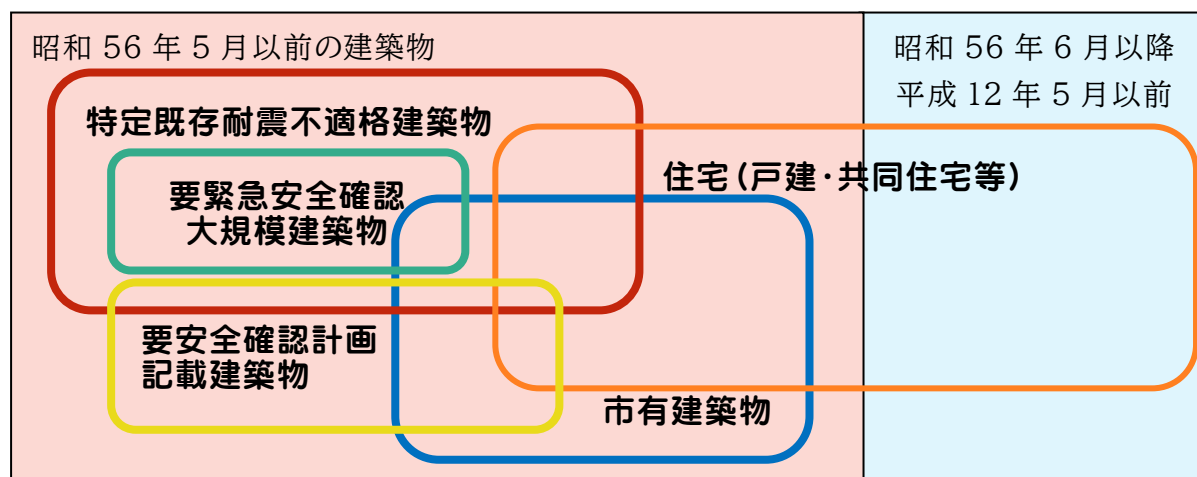 昭和 56 年 5 月以前の建築物
昭和 56 年 6 月以降
平成 12 年 5 月以前
特定既存耐震不適格建築物
住宅(戸建・共同住宅等)
要緊急安全確認
大規模建築物
要安全確認計画
記載建築物
市有建築物